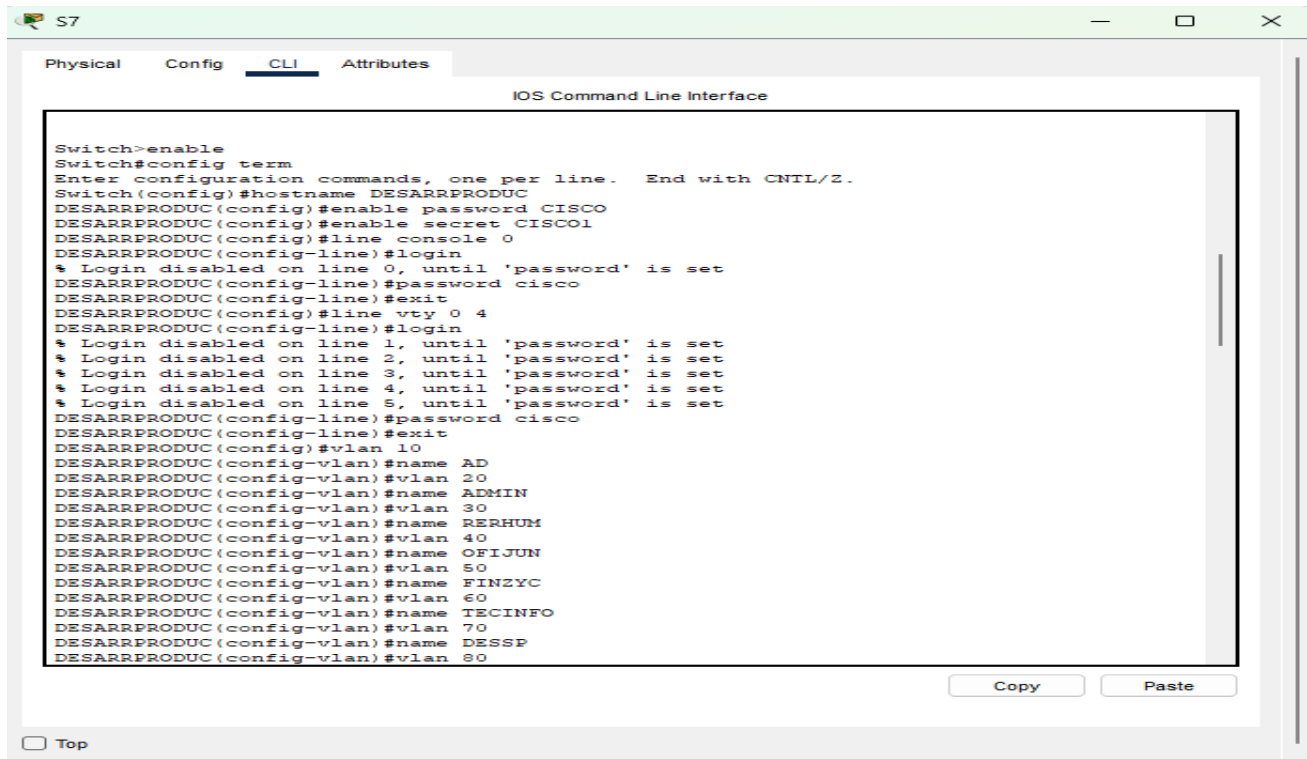 S7
Physical Config CLI Attributes
IOS Command Line Interface
Switch>enable
Switch#config term
Enter configuration commands, one per line. End with CNTL/Z.
Switch(config)#hostname DESARRPRODUC
DESARRPRODUC(config)#enable password CISCO
DESARRPRODUC(config)#enable secret CISCO1
DESARRPRODUC(config)#line console 0
DESARRPRODUC(config-line)#login
% Login disabled on line 0, until 'password' is set
DESARRPRODUC(config-line)#password cisco
DESARRPRODUC(config-line)#exit
DESARRPRODUC(config)#line vty 0 4
DESARRPRODUC(config-line)#login
% Login disabled on line 1, until 'password' is set
% Login disabled on line 2, until 'password' is set
% Login disabled on line 3, until 'password' is set
% Login disabled on line 4, until 'password' is set
% Login disabled on line 5, until 'password' is set
DESARRPRODUC(config-line)#password cisco
DESARRPRODUC(config-line)#exit
DESARRPRODUC(config)#vlan 10
DESARRPRODUC(config-vlan)#name AD
DESARRPRODUC(config-vlan)#vlan 20
DESARRPRODUC(config-vlan)#name ADMIN
DESARRPRODUC(config-vlan)#vlan 30
DESARRPRODUC(config-vlan)#name RERHUM
DESARRPRODUC(config-vlan)#vlan 40
DESARRPRODUC(config-vlan)#name OFIJUN
DESARRPRODUC(config-vlan)#vlan 50
DESARRPRODUC(config-vlan)#name FINZYC
DESARRPRODUC(config-vlan)#vlan 60
DESARRPRODUC(config-vlan)#name TECINFO
DESARRPRODUC(config-vlan)#vlan 70
DESARRPRODUC(config-vlan)#name DESSP
DESARRPRODUC(config-vlan)#vlan 80
Copy Paste
Top